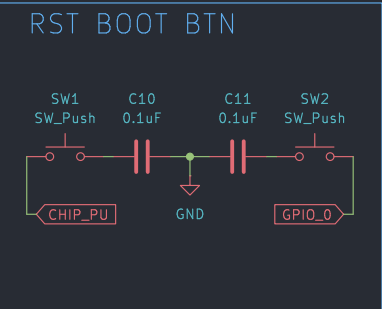 RST BOOT BTN
SW1 C10 C11 SW2
SW_Push 0.1uF 0.1uF SW_Push
CHIP_PU GND GPIO_0